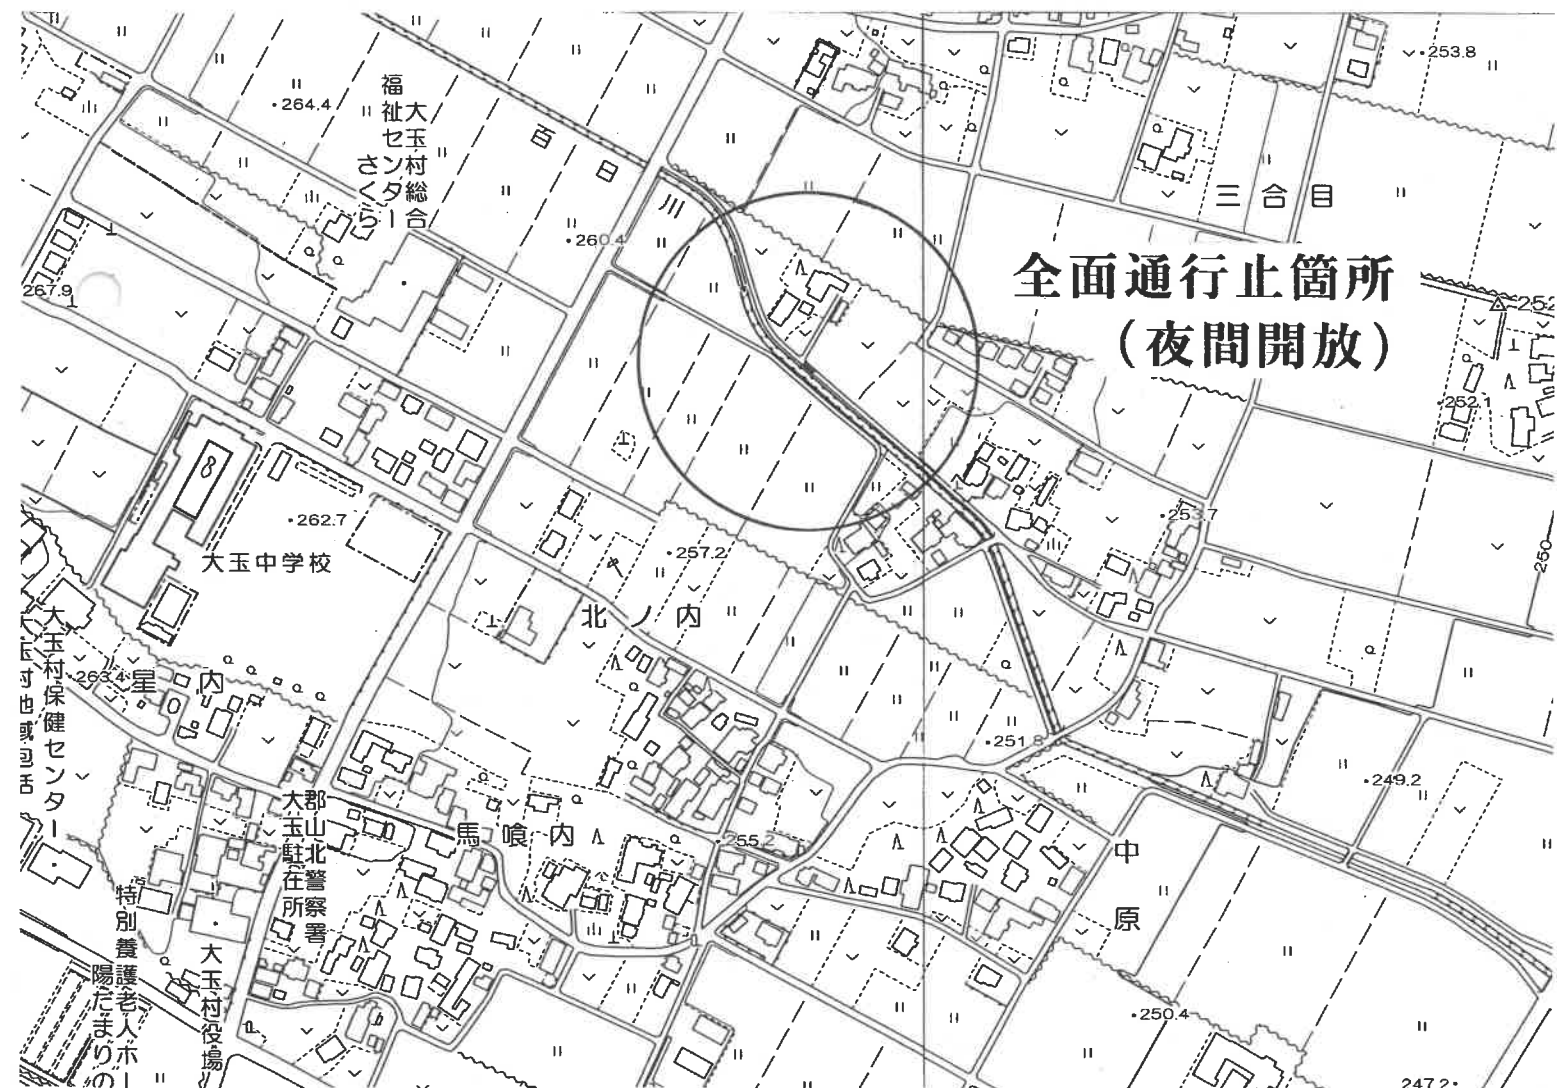 253.8
264.4
大玉村総合
福祉センター
さくら
百
日
川
三合目
260.4
全面通行止箇所
(夜間開放)
267.9
252.1
262.7
253.7
大玉中学校
257.2
250
北ノ内
大玉村保健センター
大玉村地域包括
263.4
星内
251.8
249.2
郡山北警察署
大玉駐在所
馬喰内
255.2
中原
特別養護老人ホー
陽だまりの
大玉村役場
250.4
247.2